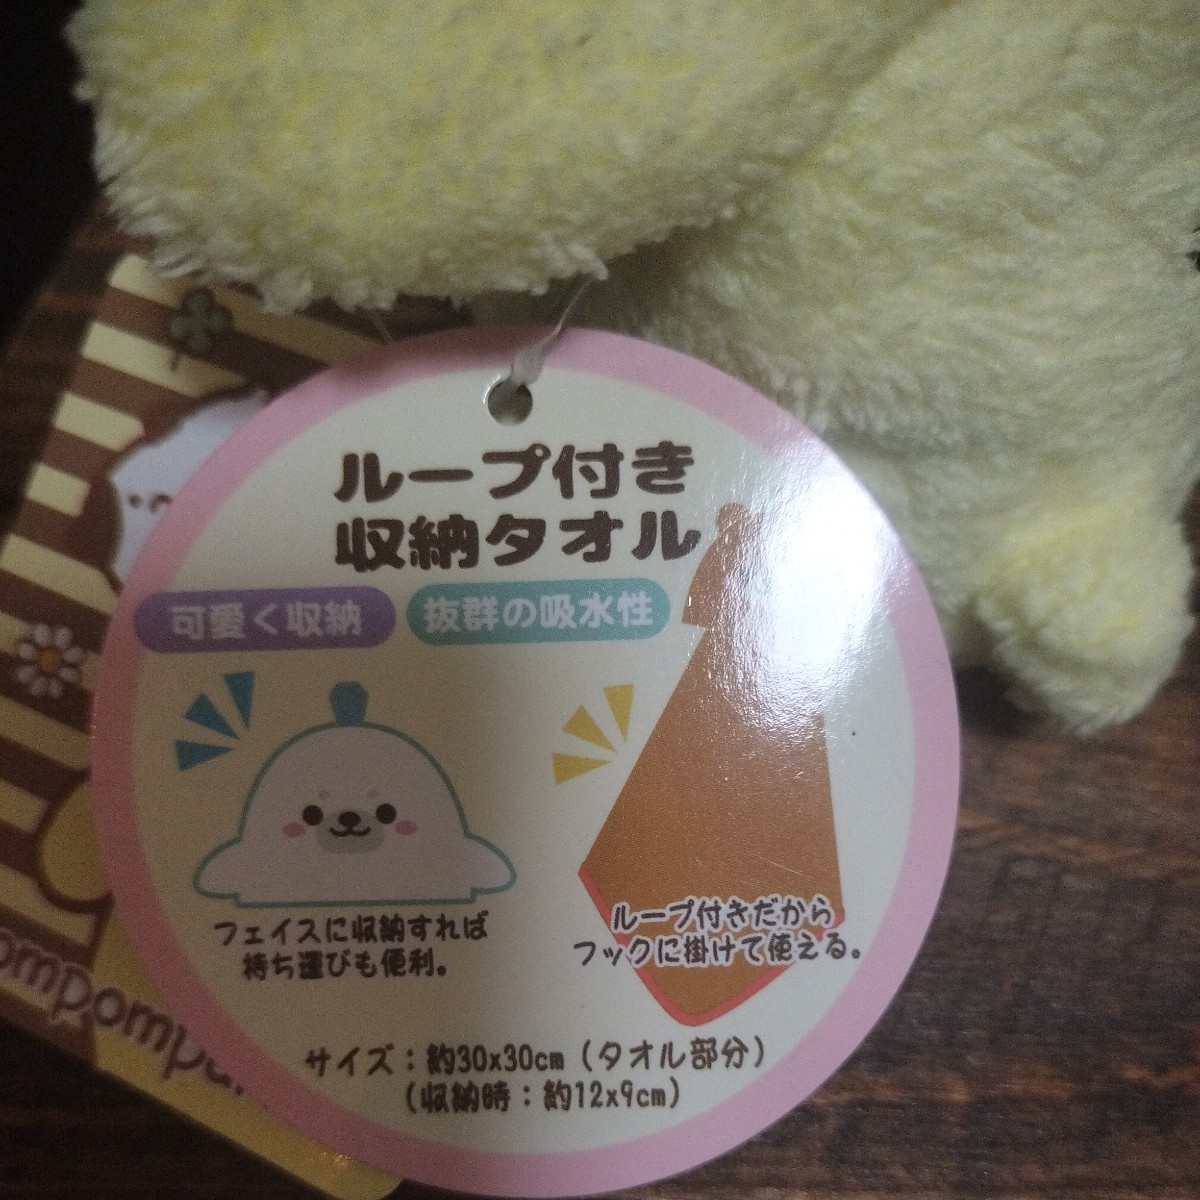 ループ付き
収納タオル
可愛く収納
抜群の吸水性
フェイスに収納すれば
持ち運びも便利。
ループ付きだから
フックに掛けて使える。
サイズ：約30x30cm（タオル部分）
（収納時：約12x9cm）